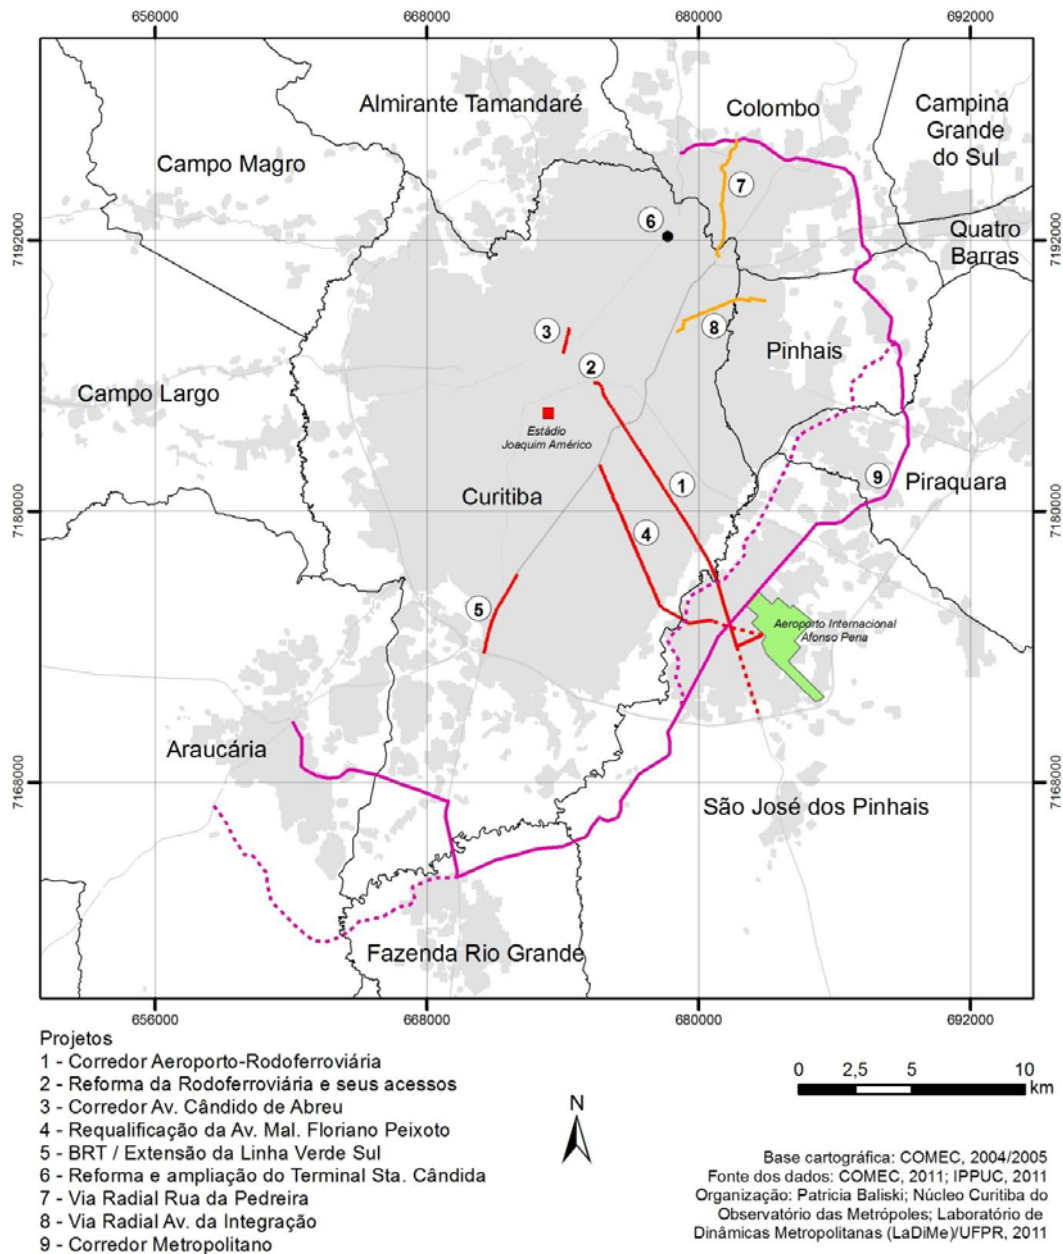 656000 668000 680000 692000
Almirante Tamandaré
Colombo
Campina
Grande
do Sul
Campo Magro
7
6
7192000
7192000
Quatro
Barras
3
8
2
Pinhais
Campo Largo
Estádio
Joaquim Américo
1
9
Curitiba
Piraquara
7180000
7180000
4
5
Aeroporto Internacional
Afonso Pena
Araucária
7168000
7168000
São José dos Pinhais
Fazenda Rio Grande
656000 668000 680000 692000
Projetos
1 - Corredor Aeroporto-Rodoferroviária
2 - Reforma da Rodoferroviária e seus acessos
3 - Corredor Av. Cândido de Abreu
4 - Requalificação da Av. Mal. Floriano Peixoto
5 - BRT / Extensão da Linha Verde Sul
6 - Reforma e ampliação do Terminal Sta. Cândida
7 - Via Radial Rua da Pedreira
8 - Via Radial Av. da Integração
9 - Corredor Metropolitano
N
0 2,5 5 10
km
Base cartográfica: COMEC, 2004/2005
Fonte dos dados: COMEC, 2011; IPPUC, 2011
Organização: Patricia Baliski; Núcleo Curitiba do
Observatório das Metrópoles; Laboratório de
Dinâmicas Metropolitanas (LaDiMe)/UFPR, 2011